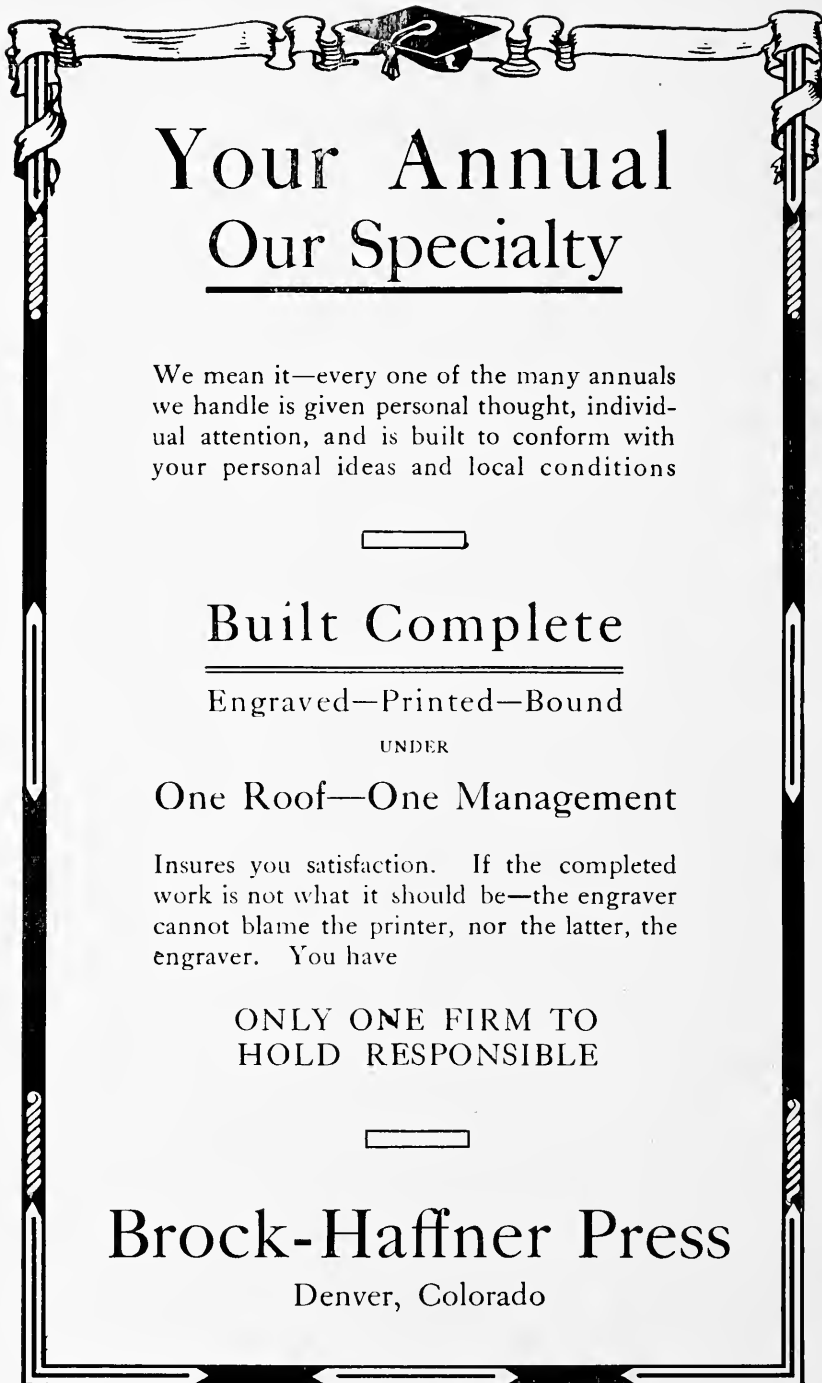 Your Annual
Our Specialty
We mean it—every one of the many annuals
we handle is given personal thought, individ-
ual attention, and is built to conform with
your personal ideas and local conditions
Built Complete
Engraved—Printed—Bound
UNDER
One Roof—One Management
Insures you satisfaction. If the completed
work is not what it should be—the engraver
cannot blame the printer, nor the latter, the
engraver. You have
ONLY ONE FIRM TO
HOLD RESPONSIBLE
Brock-Haffner Press
Denver, Colorado